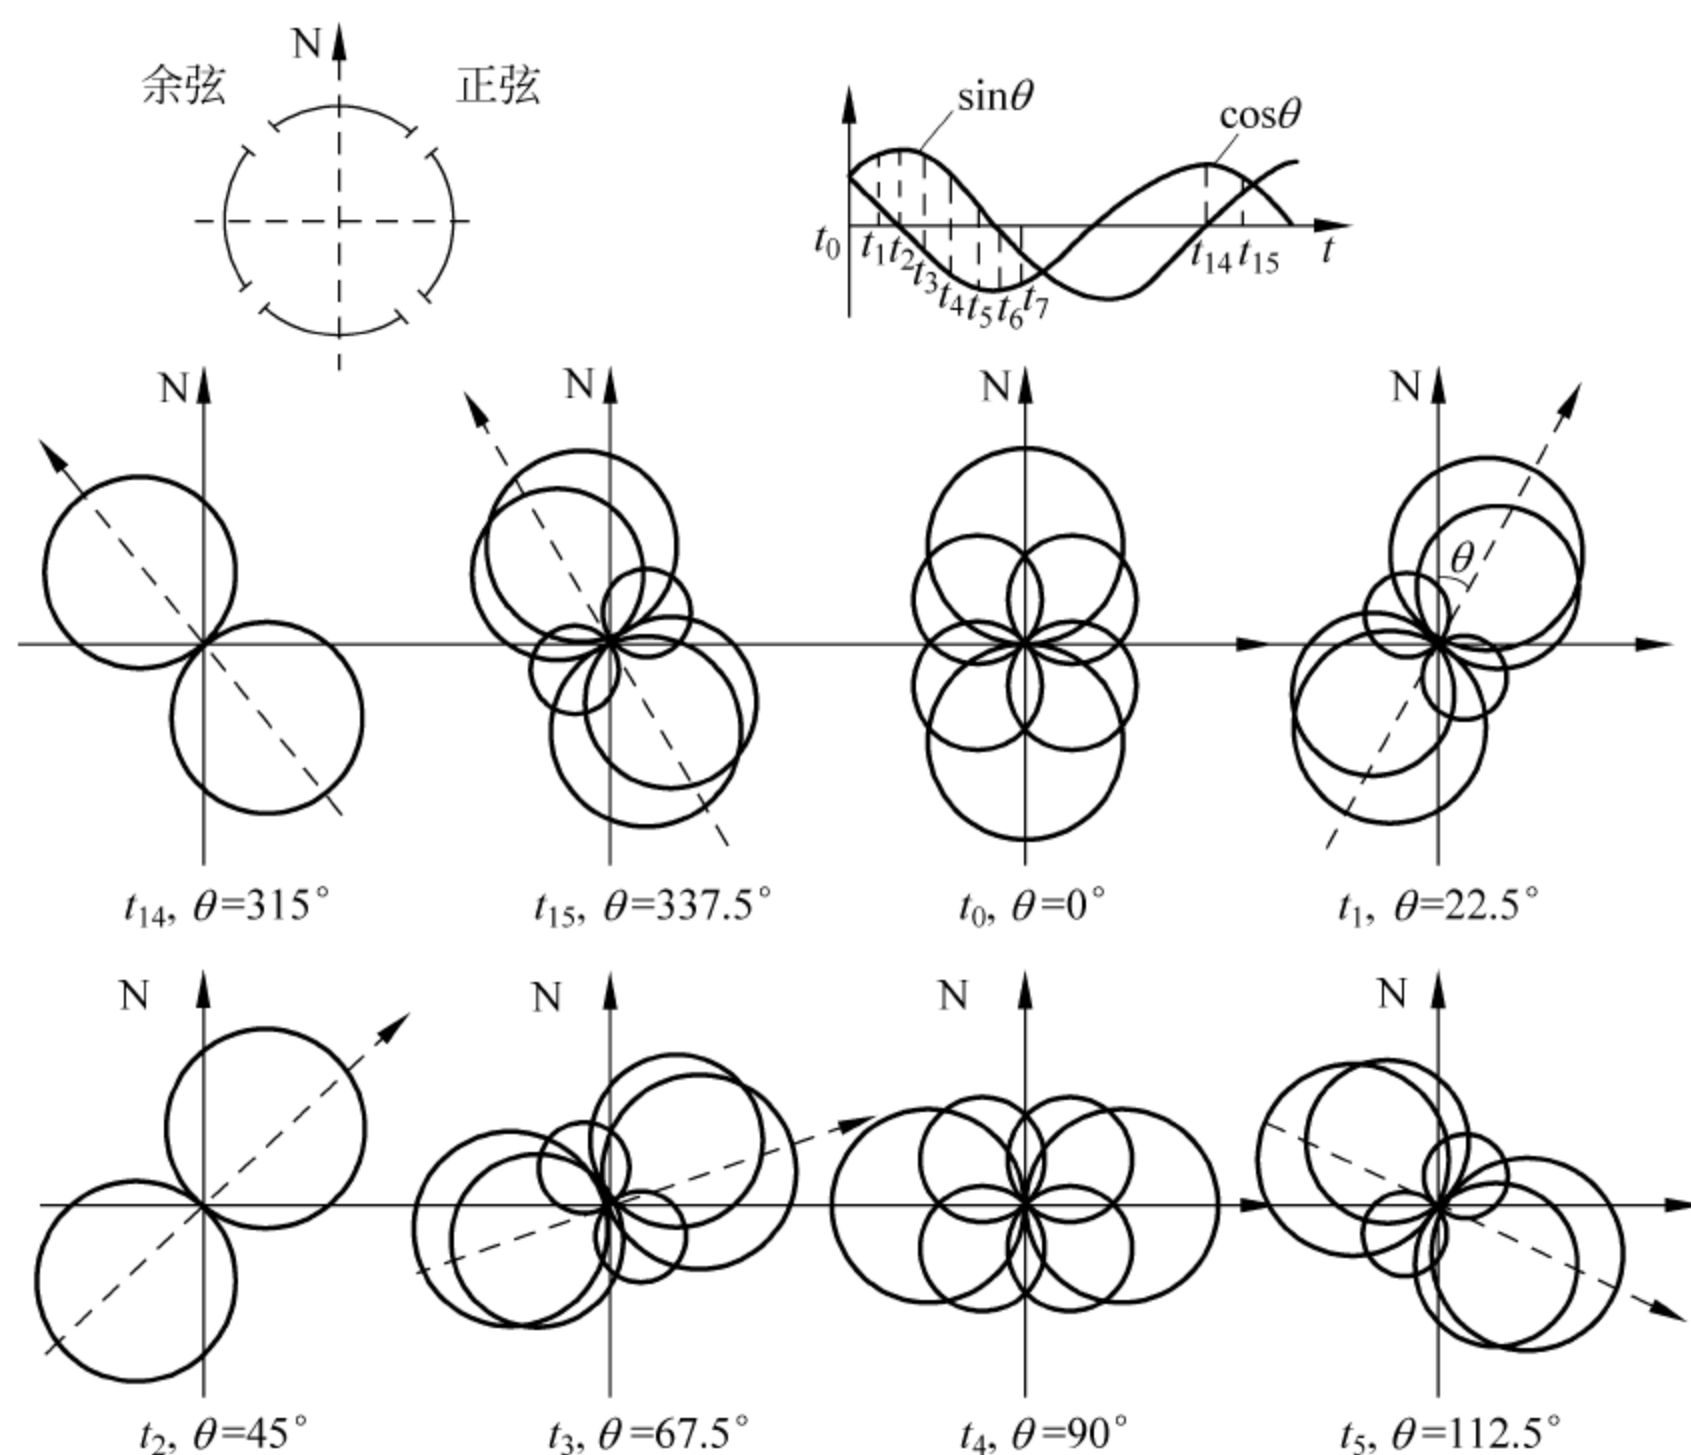 N
余弦 正弦
sinθ
cosθ
t0 t1 t2 t3 t4 t5 t6 t7 t14 t15 t
N N N N
θ
t14, θ=315° t15, θ=337.5° t0, θ=0° t1, θ=22.5°
N N N N
t2, θ=45° t3, θ=67.5° t4, θ=90° t5, θ=112.5°